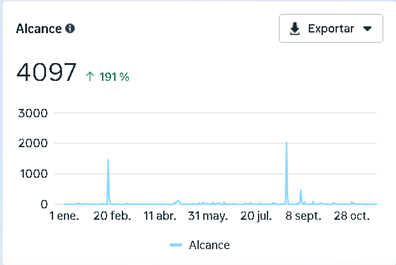 Alcance
Exportar
4097 ↑ 191 %
3000
2000
1000
0
1 ene. 20 feb. 11 abr. 31 may. 20 jul. 8 sept. 28 oct.
Alcance